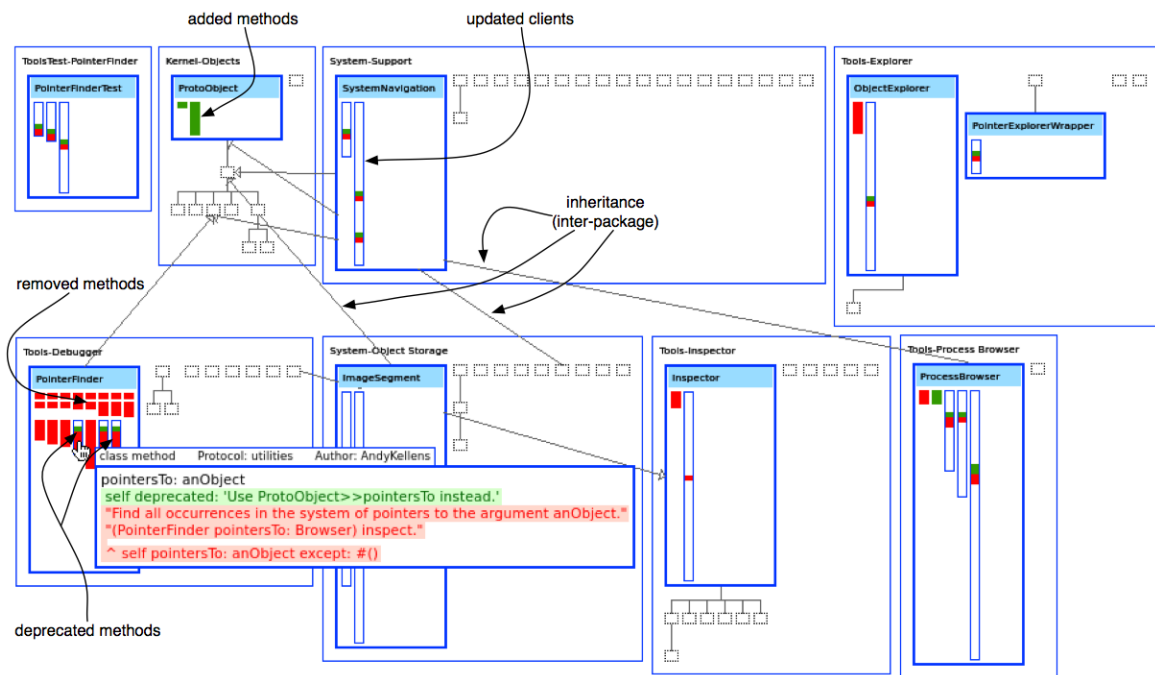 added methods
updated clients
ToolsTest-PointerFinder
Kernel-Objects
System-Support
Tools-Explorer
PointerFinderTest
ProtoObject
SystemNavigation
ObjectExplorer
PointerExplorerWrapper
inheritance
(inter-package)
removed methods
Tools-Debugger
System-Object Storage
Tools-Inspector
Tools-Process Browser
PointerFinder
ImageSegment
Inspector
ProcessBrowser
class method Protocol: utilities Author: AndyKellens
pointersTo: anObject
self deprecated: 'Use ProtoObject>>pointersTo instead.'
"Find all occurrences in the system of pointers to the argument anObject."
"(PointerFinder pointersTo: Browser) inspect."
^ self pointersTo: anObject except: #()
deprecated methods